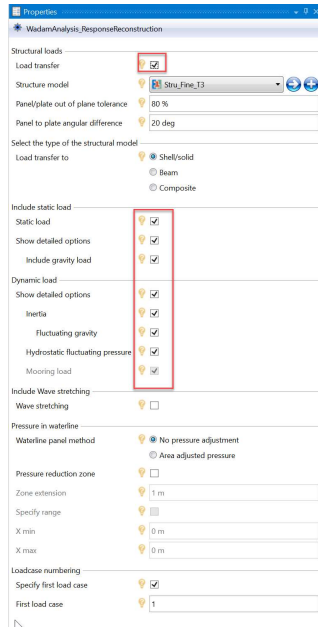 Properties
WadamAnalysis_ResponseReconstruction
Structural loads
Load transfer
Structure model Stru_Fine_T3
Panel/plate out of plane tolerance 80 %
Panel to plate angular difference 20 deg
Select the type of the structural model
Load transfer to Shell/solid
Beam
Composite
Include static load
Static load
Show detailed options
Include gravity load
Dynamic load
Show detailed options
Inertia
Fluctuating gravity
Hydrostatic fluctuating pressure
Mooring load
Include Wave stretching
Wave stretching
Pressure in waterline
Waterline panel method No pressure adjustment
Area adjusted pressure
Pressure reduction zone
Zone extension 1 m
Specify range
X min 0 m
X max 0 m
Loadcase numbering
Specify first load case
First load case 1